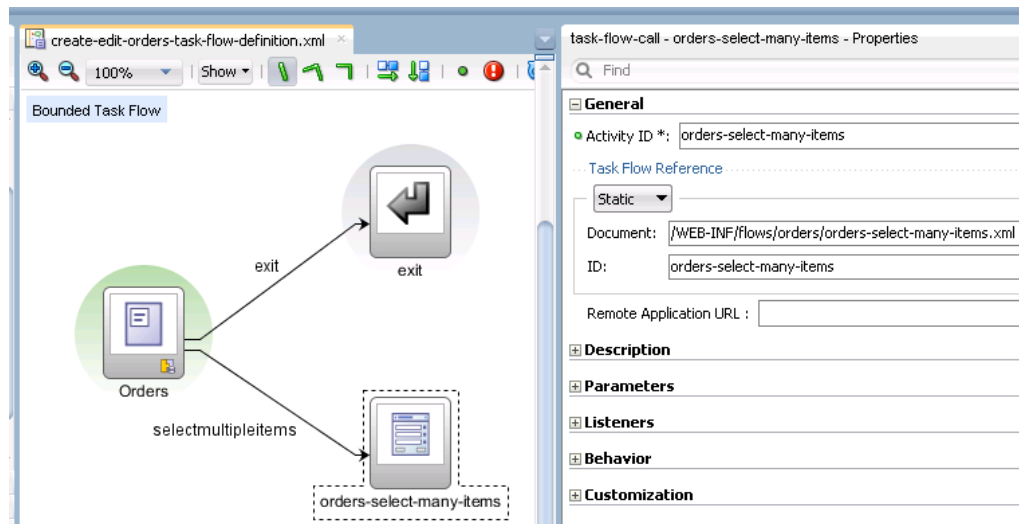 create-edit-orders-task-flow-definition.xml
100%
Show
Bounded Task Flow
exit
exit
Orders
selectmultipleitems
orders-select-many-items
task-flow-call - orders-select-many-items - Properties
Find
General
Activity ID *: orders-select-many-items
Task Flow Reference
Static
Document: /WEB-INF/flows/orders/orders-select-many-items.xml
ID: orders-select-many-items
Remote Application URL :
Description
Parameters
Listeners
Behavior
Customization